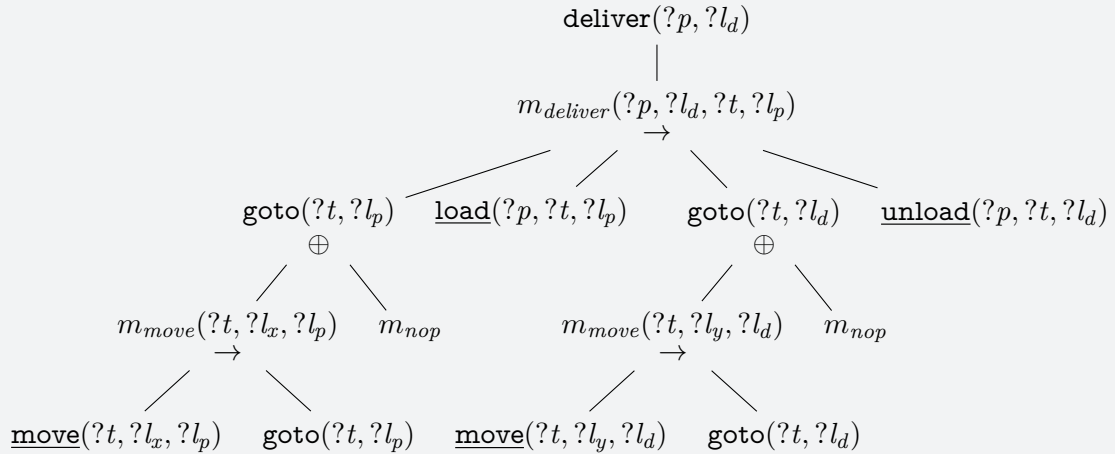 deliver(?p, ?l_d)
m_deliver(?p, ?l_d, ?t, ?l_p)
→
goto(?t, ?l_p) load(?p, ?t, ?l_p) goto(?t, ?l_d) unload(?p, ?t, ?l_d)
⊕ ⊕
m_move(?t, ?l_x, ?l_p) m_nop m_move(?t, ?l_y, ?l_d) m_nop
→ →
move(?t, ?l_x, ?l_p) goto(?t, ?l_p) move(?t, ?l_y, ?l_d) goto(?t, ?l_d)